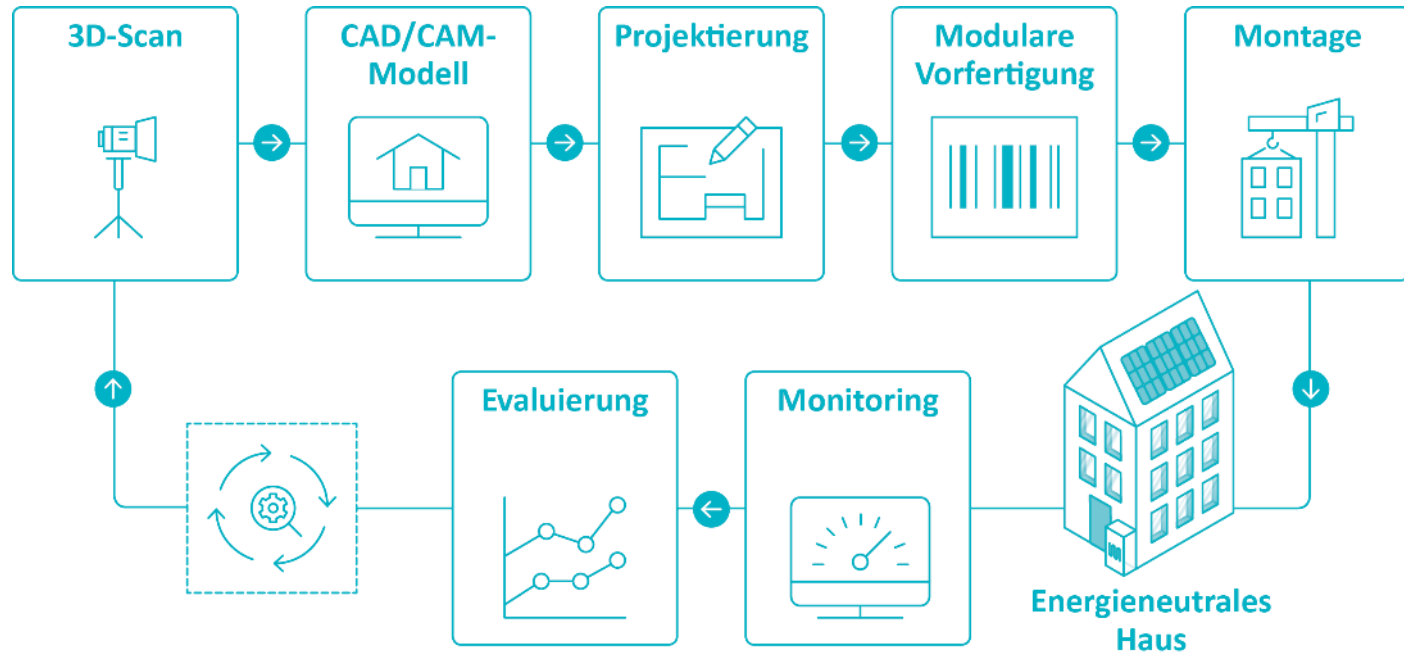 3D-Scan
CAD/CAM-
Modell
Projektierung
Modulare
Vorfertigung
Montage
Evaluierung
Monitoring
Energieneutrales
Haus